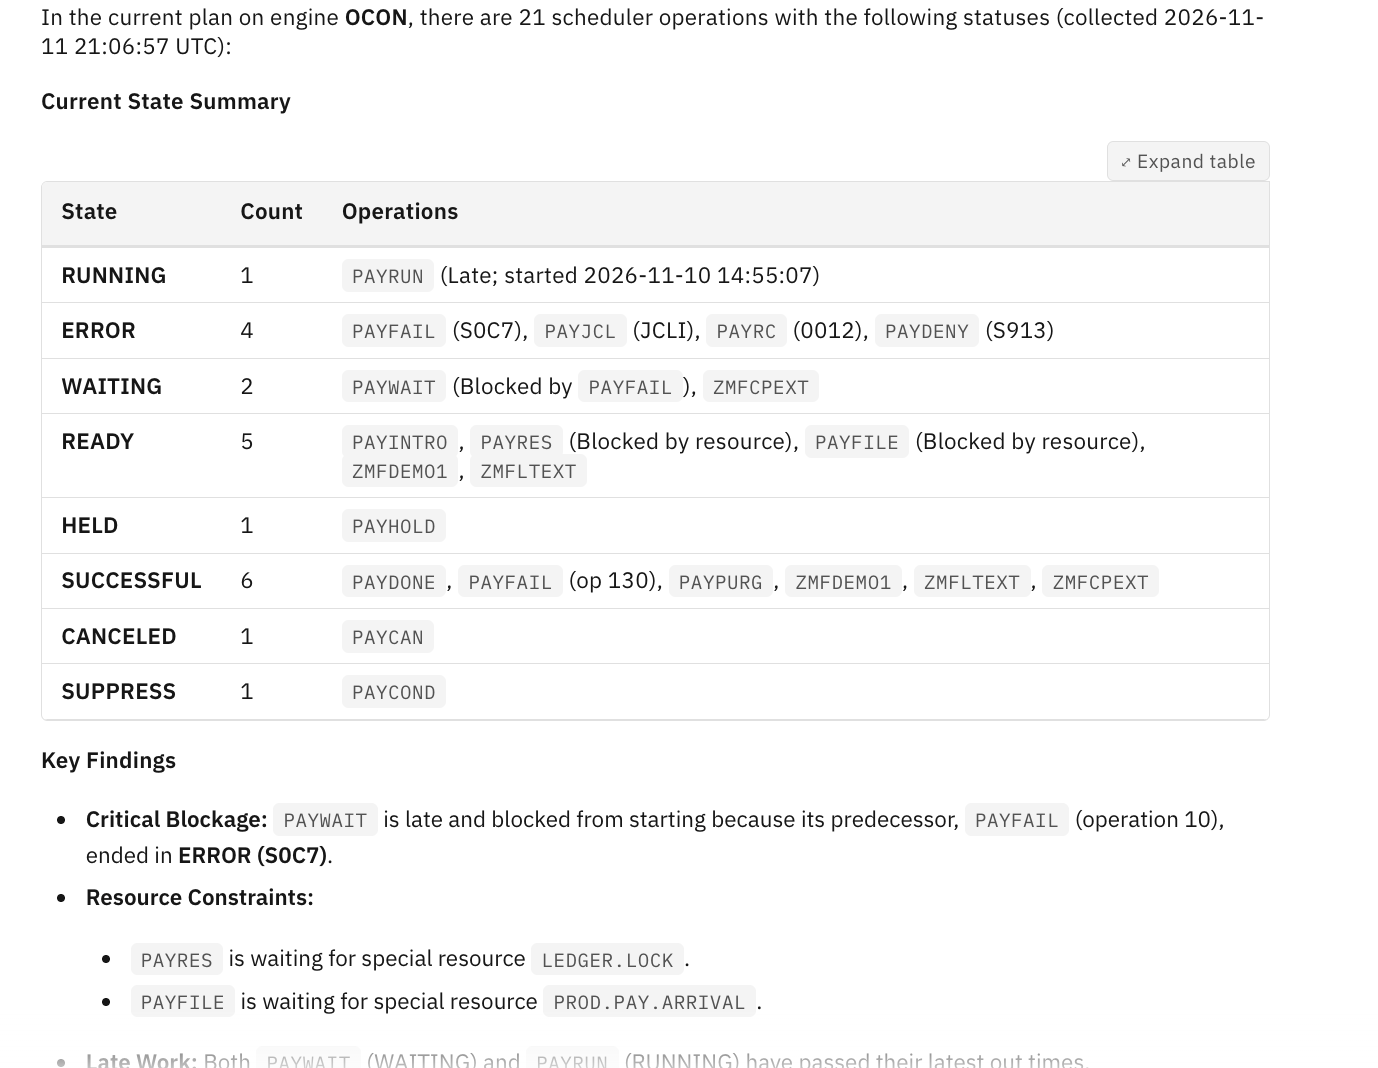 In the current plan on engine OCON, there are 21 scheduler operations with the following statuses (collected 2026-11-
11 21:06:57 UTC):
Current State Summary
⤢ Expand table
State Count Operations
RUNNING 1 PAYRUN (Late; started 2026-11-10 14:55:07)
ERROR 4 PAYFAIL (S0C7), PAYJCL (JCLI), PAYRC (0012), PAYDENY (S913)
WAITING 2 PAYWAIT (Blocked by PAYFAIL ), ZMFCPEXT
READY 5 PAYINTRO , PAYRES (Blocked by resource), PAYFILE (Blocked by resource),
ZMFDEMO1 , ZMFLTEXT
HELD 1 PAYHOLD
SUCCESSFUL 6 PAYDONE , PAYFAIL (op 130), PAYPURG , ZMFDEMO1 , ZMFLTEXT , ZMFCPEXT
CANCELED 1 PAYCAN
SUPPRESS 1 PAYCOND
Key Findings
• Critical Blockage: PAYWAIT is late and blocked from starting because its predecessor, PAYFAIL (operation 10),
ended in ERROR (S0C7).
• Resource Constraints:
• PAYRES is waiting for special resource LEDGER.LOCK .
• PAYFILE is waiting for special resource PROD.PAY.ARRIVAL .
• Late Work: Both PAYWAIT (WAITING) and PAYRUN (RUNNING) have passed their latest out times.